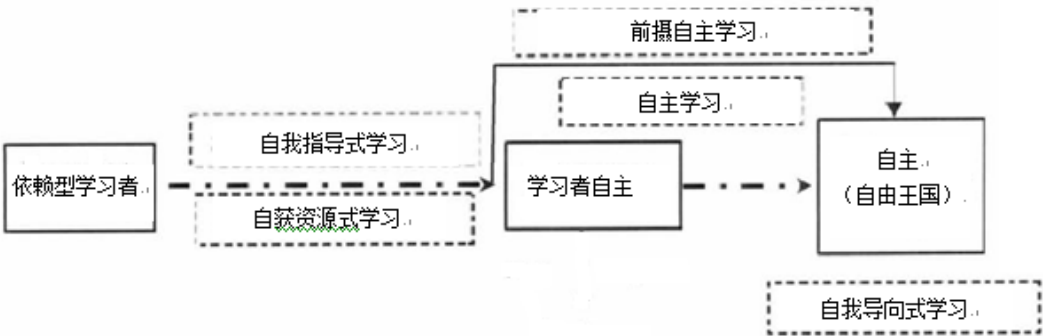 前摄自主学习
自主学习
自我指导式学习
依赖型学习者
学习者自主
自主
（自由王国）
自获资源式学习
自我导向式学习